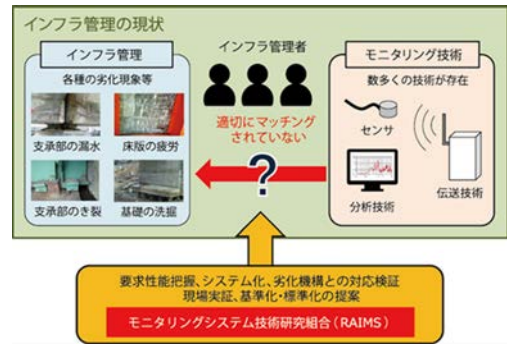 インフラ管理の現状
インフラ管理
各種の劣化現象等
支承部の漏水
床版の疲労
支承部のき裂
基礎の洗掘
インフラ管理者
適切にマッチング
されていない
?
モニタリング技術
数多くの技術が存在
センサ
分析技術
伝送技術
要求性能把握、システム化、劣化機構との対応検証
現場実証、基準化・標準化の提案
モニタリングシステム技術研究組合(RAIMS)